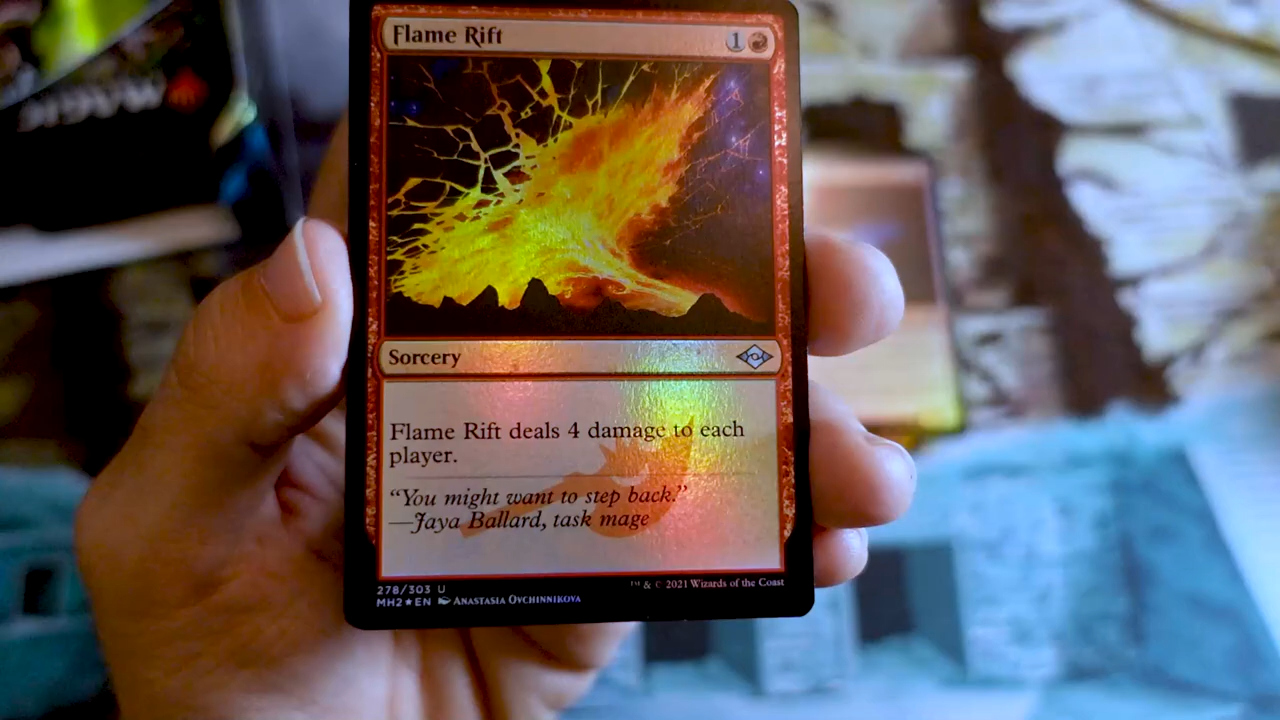 Flame Rift
1
Sorcery
Flame Rift deals 4 damage to each
player.
“You might want to step back.”
—Jaya Ballard, task mage
278/303 U
MH2★EN ANASTASIA OVCHINNIKOVA
™ & © 2021 Wizards of the Coast
MAGIC